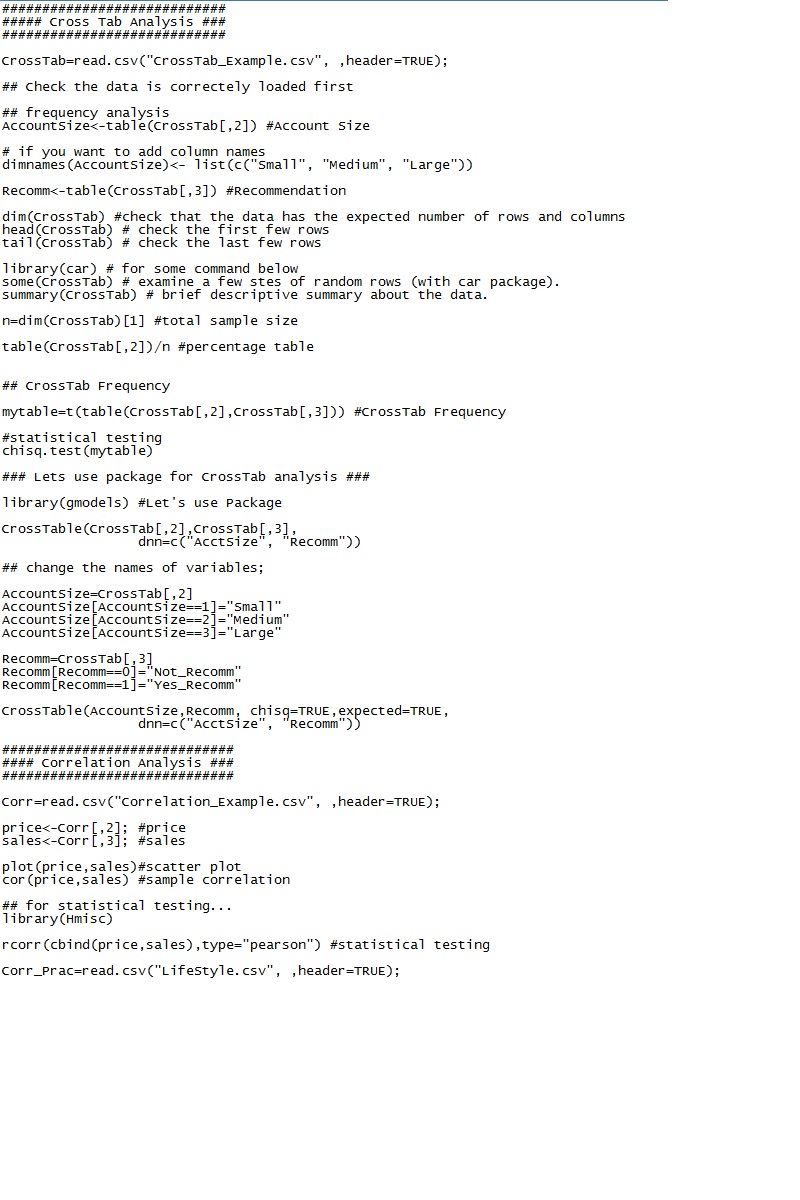 ############################
##### Cross Tab Analysis ###
############################
CrossTab=read.csv("CrossTab_Example.csv", ,header=TRUE);
## Check the data is correctely loaded first
## frequency analysis
AccountSize<-table(CrossTab[,2]) #Account Size
# if you want to add column names
dimnames(AccountSize)<- list(c("Small", "Medium", "Large"))
Recomm<-table(CrossTab[,3]) #Recommendation
dim(CrossTab) #check that the data has the expected number of rows and columns
head(CrossTab) # check the first few rows
tail(CrossTab) # check the last few rows
library(car) # for some command below
some(CrossTab) # examine a few stes of random rows (with car package).
summary(CrossTab) # brief descriptive summary about the data.
n=dim(CrossTab)[1] #total sample size
table(CrossTab[,2])/n #percentage table
## CrossTab Frequency
mytable=t(table(CrossTab[,2],CrossTab[,3])) #CrossTab Frequency
#statistical testing
chisq.test(mytable)
### Lets use package for CrossTab analysis ###
library(gmodels) #Let's use Package
CrossTable(CrossTab[,2],CrossTab[,3],
dnn=c("AcctSize", "Recomm"))
## change the names of variables;
AccountSize=CrossTab[,2]
AccountSize[AccountSize==1]="Small"
AccountSize[AccountSize==2]="Medium"
AccountSize[AccountSize==3]="Large"
Recomm=CrossTab[,3]
Recomm[Recomm==0]="Not_Recomm"
Recomm[Recomm==1]="Yes_Recomm"
CrossTable(AccountSize,Recomm, chisq=TRUE,expected=TRUE,
dnn=c("AcctSize", "Recomm"))
#############################
#### Correlation Analysis ###
#############################
Corr=read.csv("Correlation_Example.csv", ,header=TRUE);
price<-Corr[,2]; #price
sales<-Corr[,3]; #sales
plot(price,sales)#scatter plot
cor(price,sales) #sample correlation
## for statistical testing...
library(Hmisc)
rcorr(cbind(price,sales),type="pearson") #statistical testing
Corr_Prac=read.csv("LifeStyle.csv", ,header=TRUE);